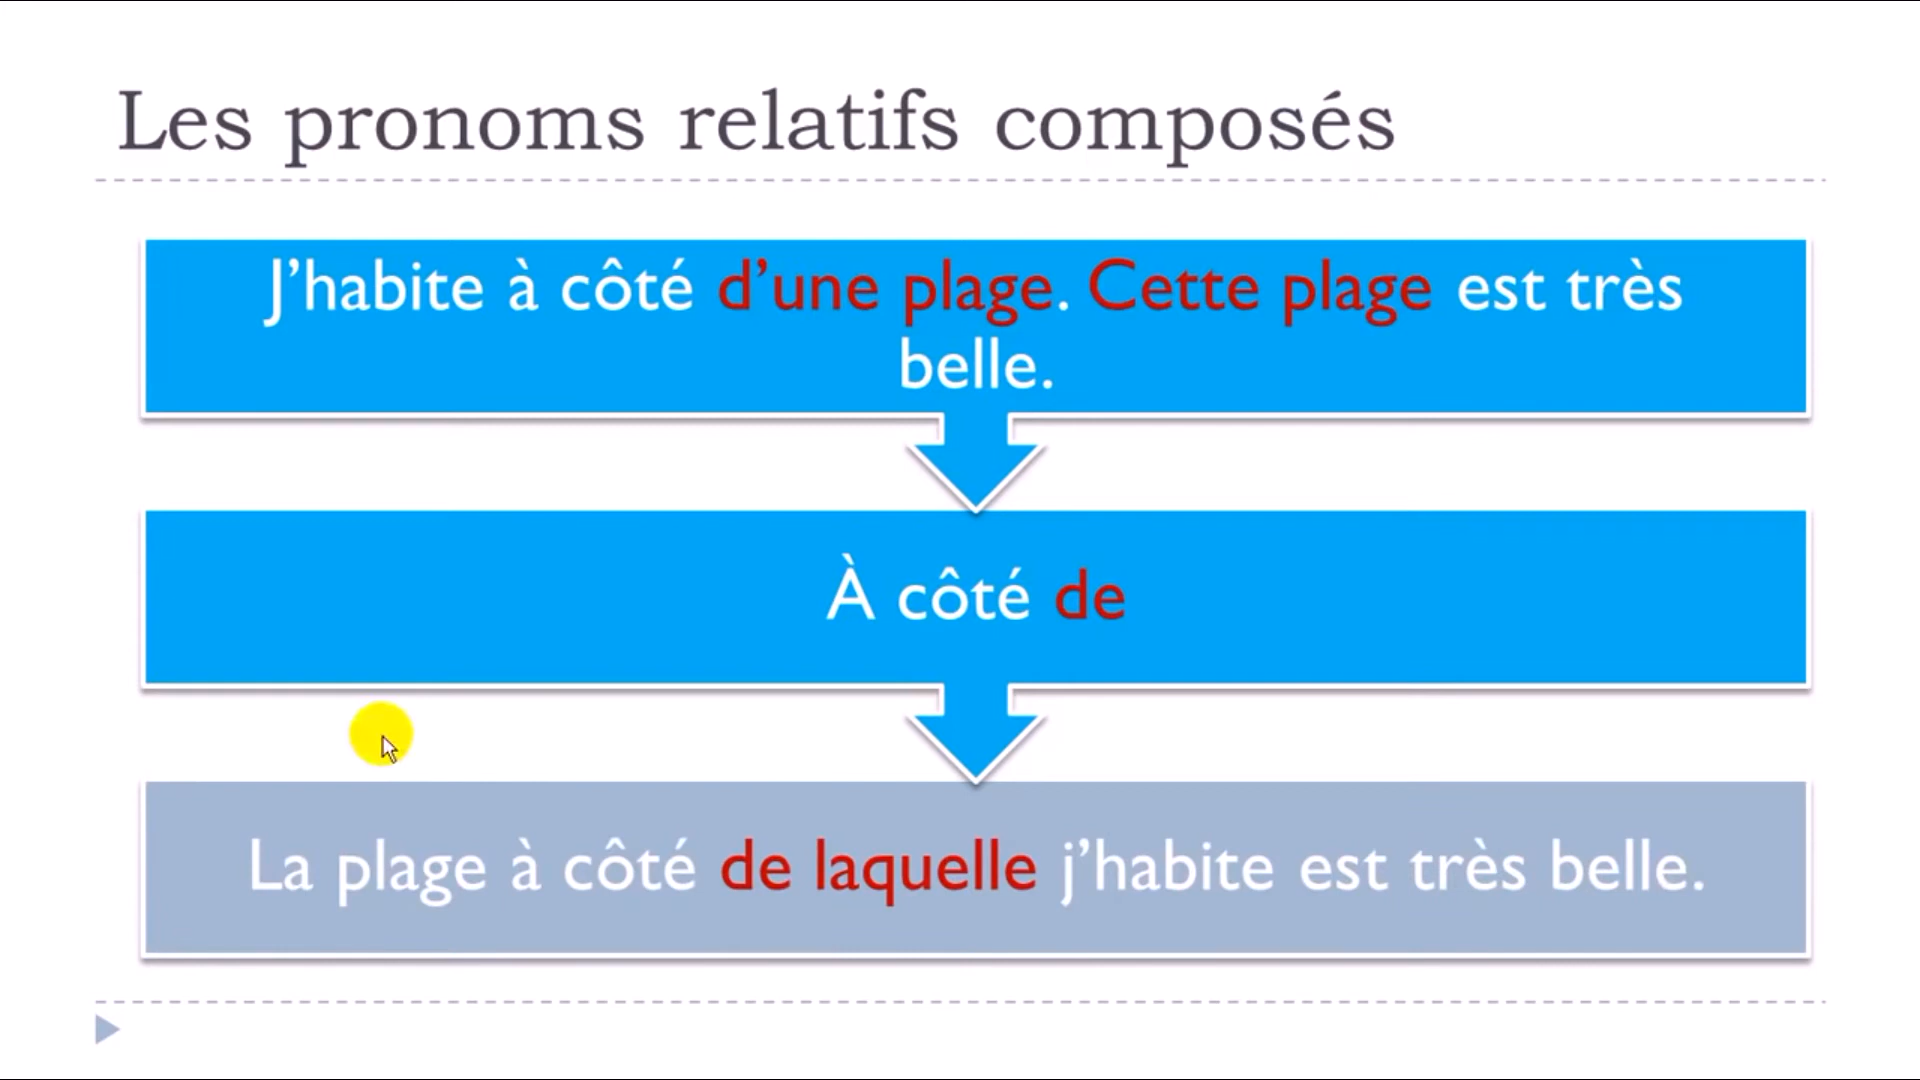 Les pronoms relatifs composés
J’habite à côté d’une plage. Cette plage est très
belle.
À côté de
La plage à côté de laquelle j’habite est très belle.